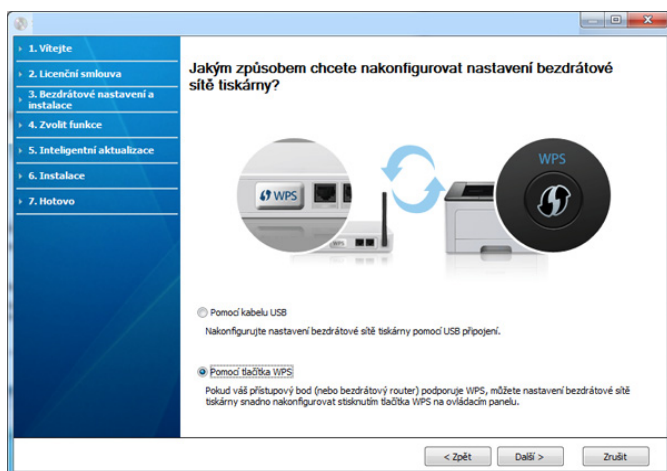 1. Vítejte
2. Licenční smlouva
3. Bezdrátové nastavení a
instalace
4. Zvolit funkce
5. Inteligentní aktualizace
6. Instalace
7. Hotovo
Jakým způsobem chcete nakonfigurovat nastavení bezdrátové
sítě tiskárny?
WPS
WPS
WPS
Pomocí kabelu USB
Nakonfigurujte nastavení bezdrátové sítě tiskárny pomocí USB připojení.
Pomocí tlačítka WPS
Pokud váš přístupový bod (nebo bezdrátový router) podporuje WPS, můžete nastavení bezdrátové sítě
tiskárny snadno nakonfigurovat stisknutím tlačítka WPS na ovládacím panelu.
< Zpět
Další >
Zrušit